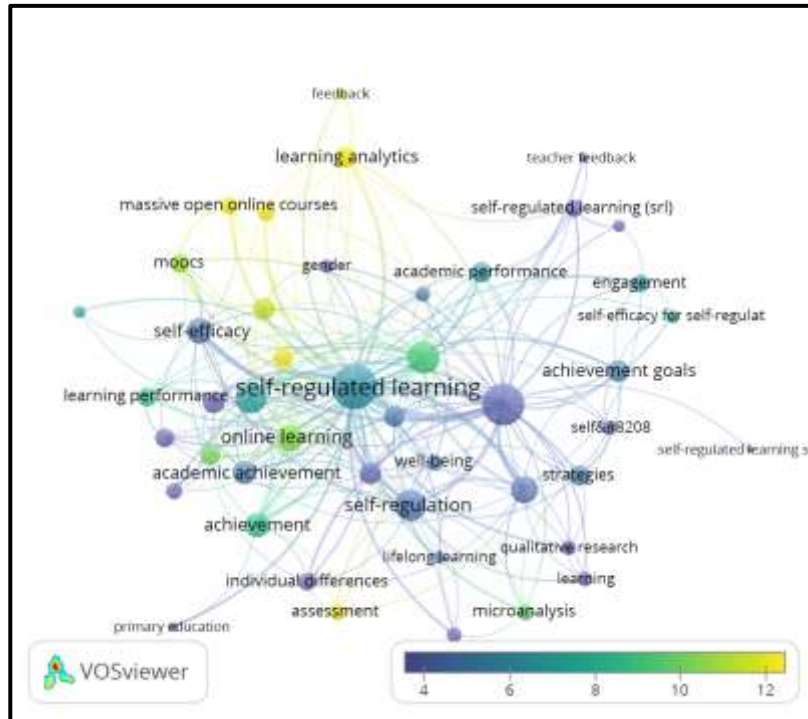 feedback
learning analytics
teacher feedback
massive open online courses
self-regulated learning (srl)
moocs
gender
academic performance
engagement
self-efficacy
self-efficacy for self-regulat
self-regulated learning
achievement goals
learning performance
online learning
self&#8208
self-regulated learning s
academic achievement
well-being
strategies
self-regulation
achievement
lifelong learning
qualitative research
individual differences
learning
assessment
microanalysis
primary education
VOSviewer
4 6 8 10 12